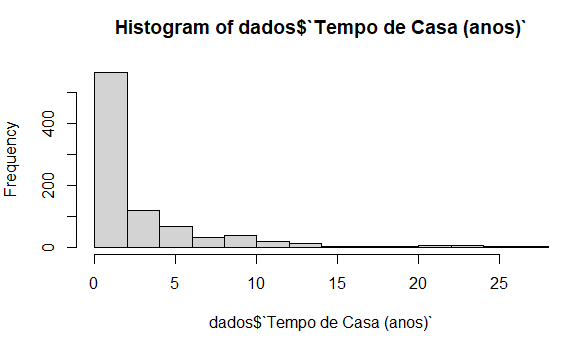 Histogram of dados$`Tempo de Casa (anos)`
Frequency
400
200
0
0 5 10 15 20 25
dados$`Tempo de Casa (anos)`